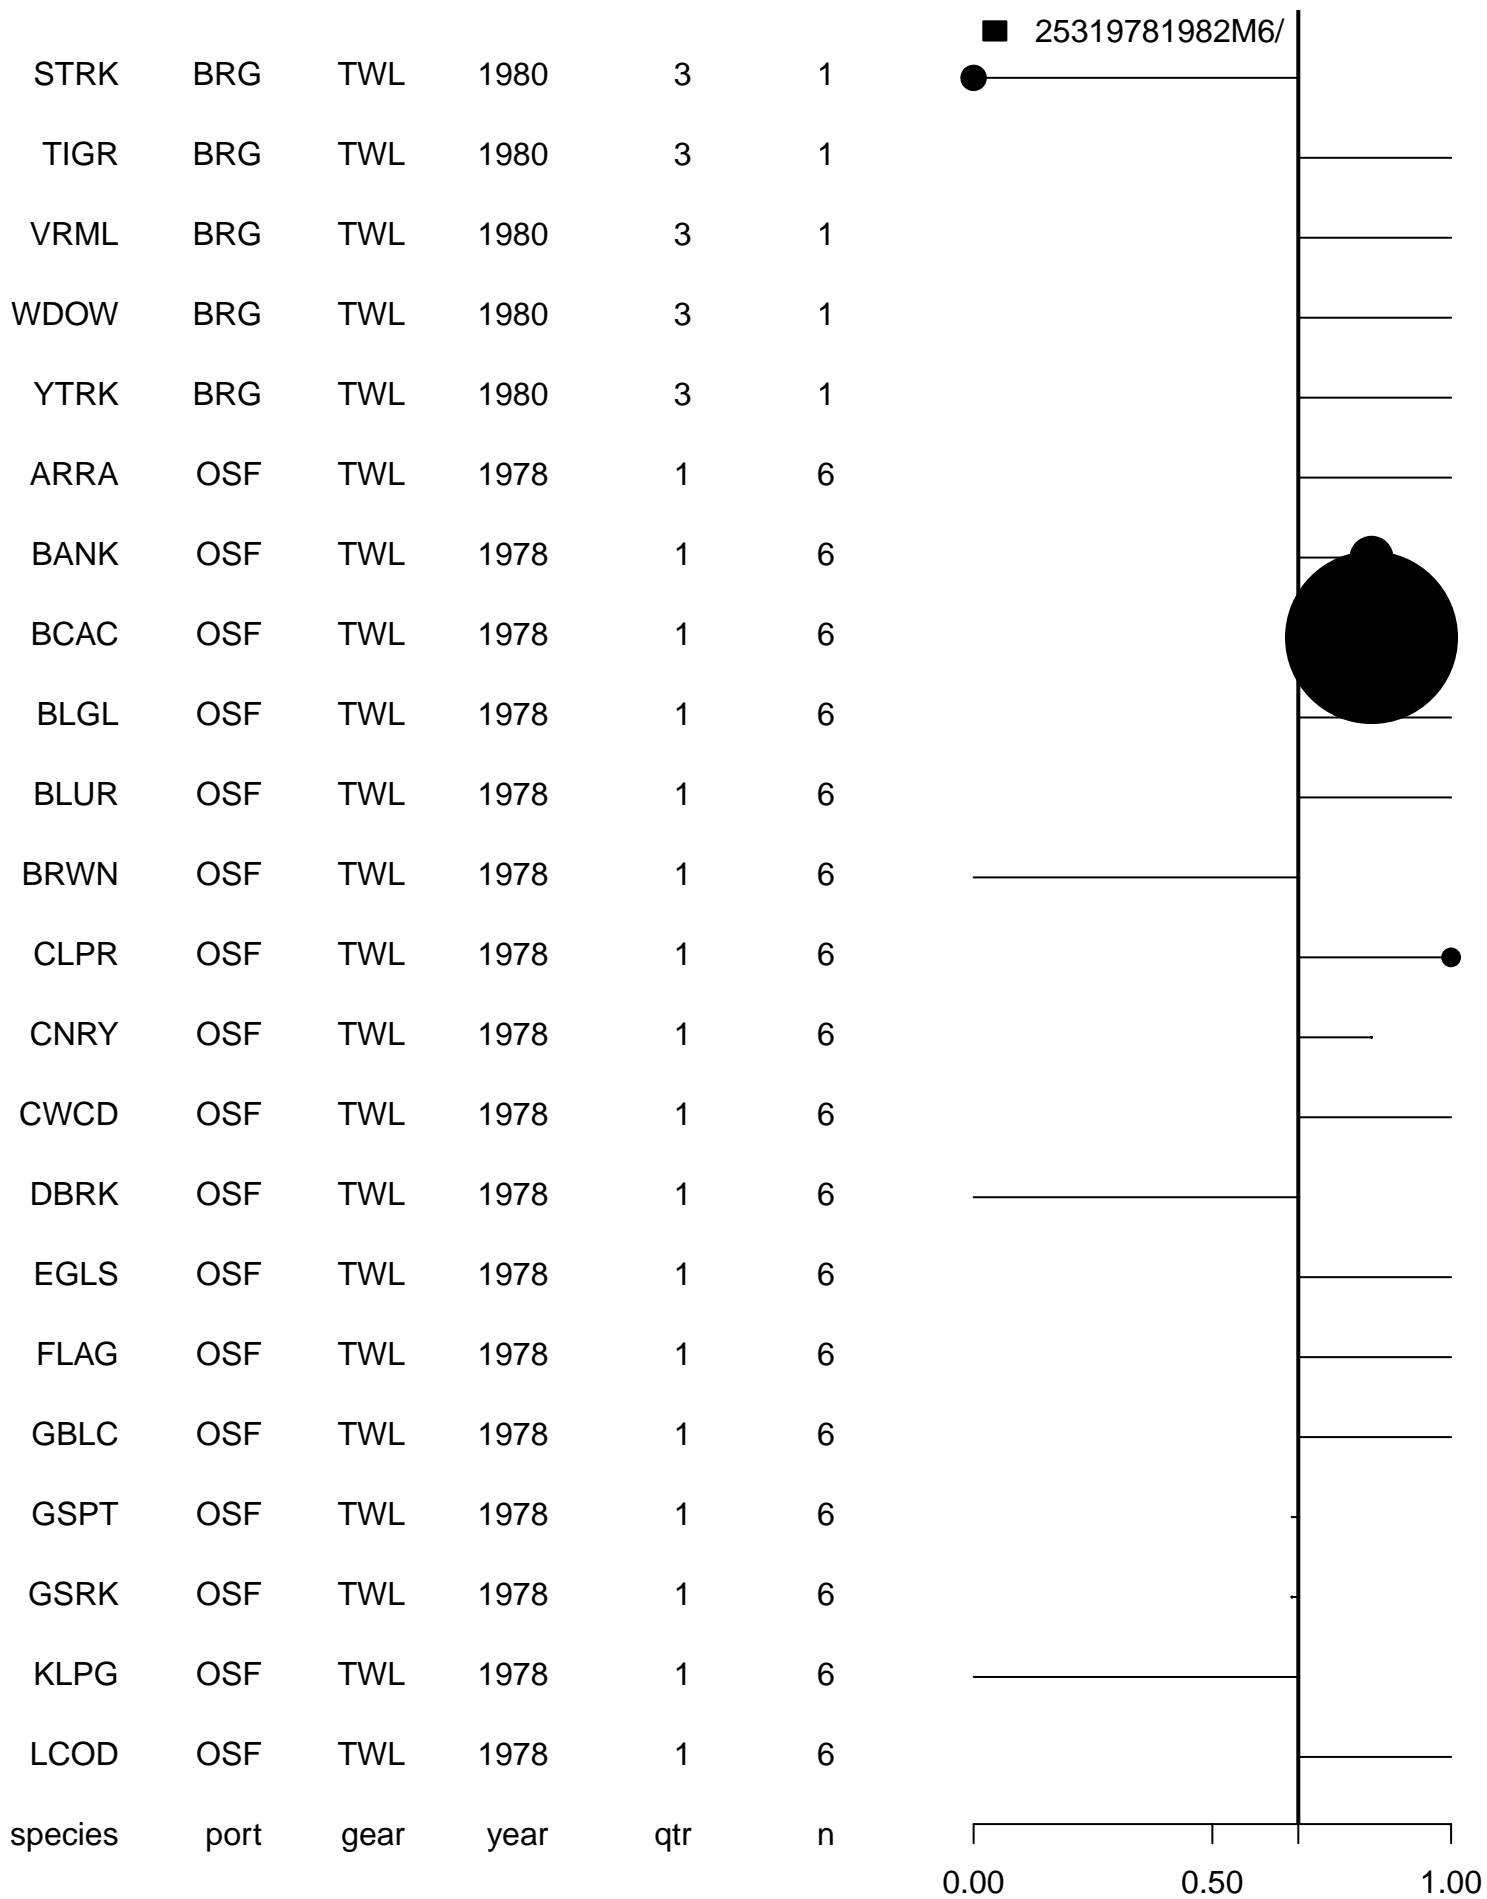 25319781982M6/
STRK BRG TWL 1980 3 1
TIGR BRG TWL 1980 3 1
VRML BRG TWL 1980 3 1
WDOW BRG TWL 1980 3 1
YTRK BRG TWL 1980 3 1
ARRA OSF TWL 1978 1 6
BANK OSF TWL 1978 1 6
BCAC OSF TWL 1978 1 6
BLGL OSF TWL 1978 1 6
BLUR OSF TWL 1978 1 6
BRWN OSF TWL 1978 1 6
CLPR OSF TWL 1978 1 6
CNRY OSF TWL 1978 1 6
CWCD OSF TWL 1978 1 6
DBRK OSF TWL 1978 1 6
EGLS OSF TWL 1978 1 6
FLAG OSF TWL 1978 1 6
GBLC OSF TWL 1978 1 6
GSPT OSF TWL 1978 1 6
GSRK OSF TWL 1978 1 6
KLPG OSF TWL 1978 1 6
LCOD OSF TWL 1978 1 6
species port gear year qtr n
0.00 0.50 1.00